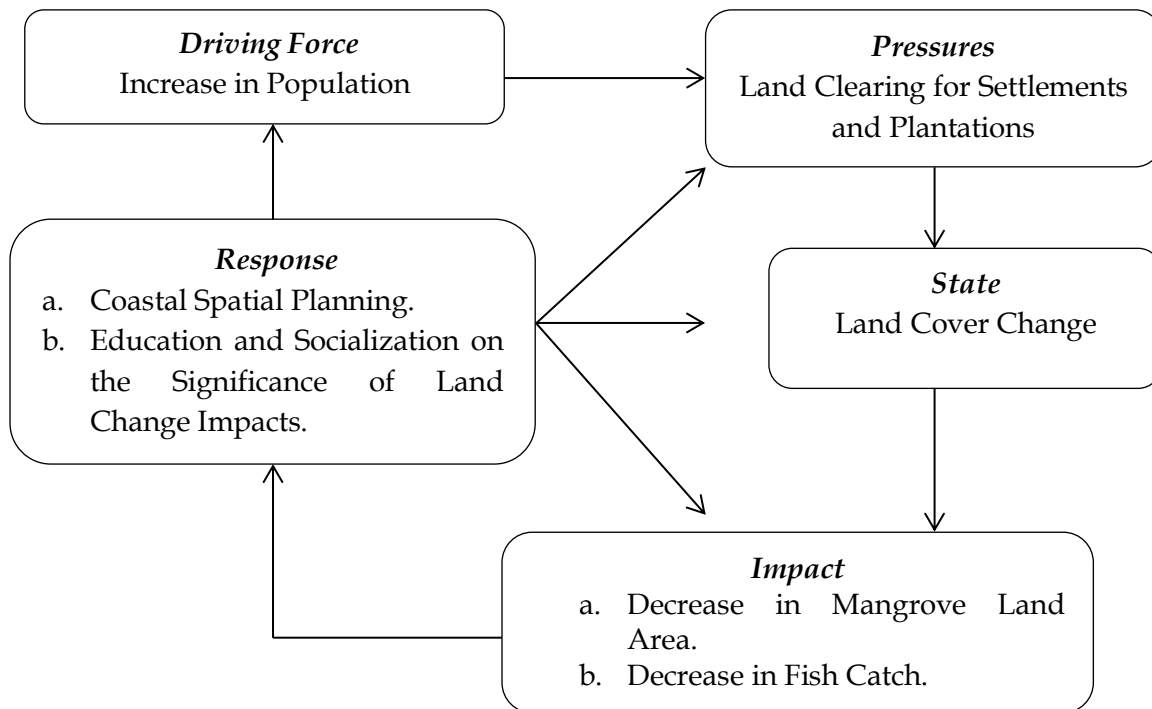 Driving Force
Increase in Population
Pressures
Land Clearing for Settlements
and Plantations
Response
a. Coastal Spatial Planning.
b. Education and Socialization on
the Significance of Land
Change Impacts.
State
Land Cover Change
Impact
a. Decrease in Mangrove Land
Area.
b. Decrease in Fish Catch.